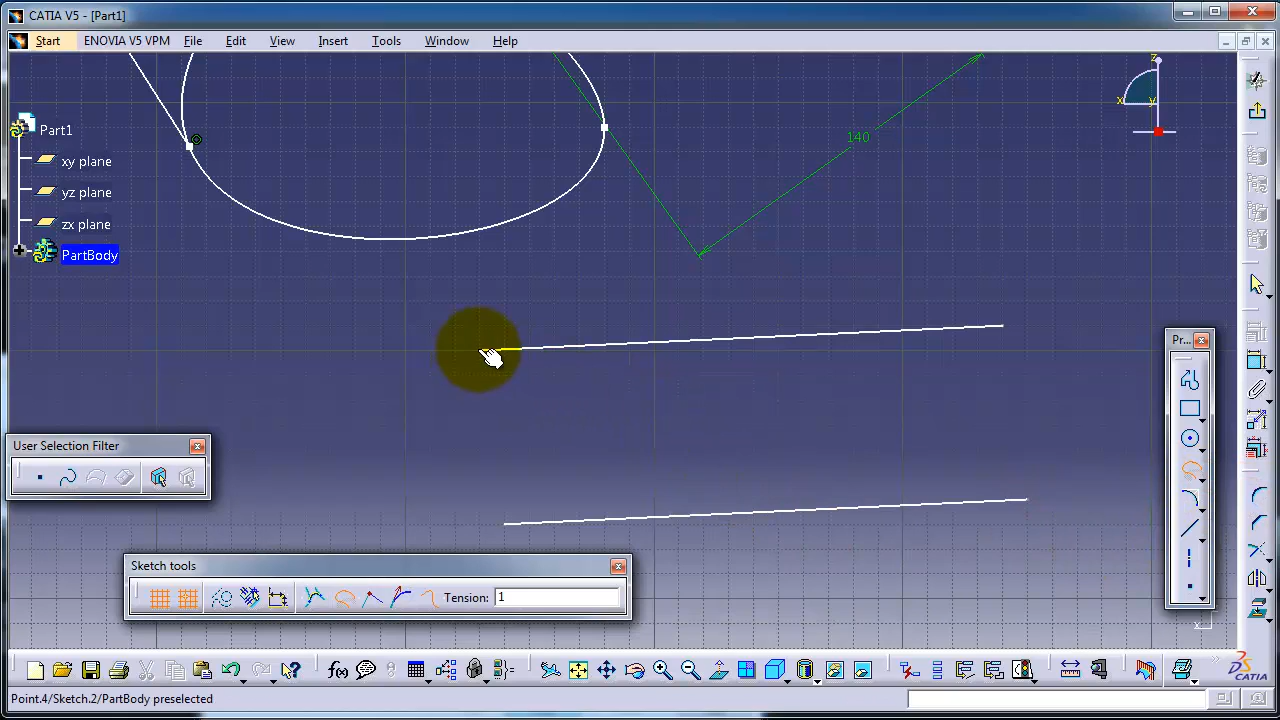 CATIA V5 - [Part1]
Start ENOVIA V5 VPM File Edit View Insert Tools Window Help
z
x y
140
Part1
xy plane
yz plane
zx plane
PartBody
Pr...
User Selection Filter
Sketch tools
Tension: 1
x
f(x)
CATIA
Point.4/Sketch.2/PartBody preselected